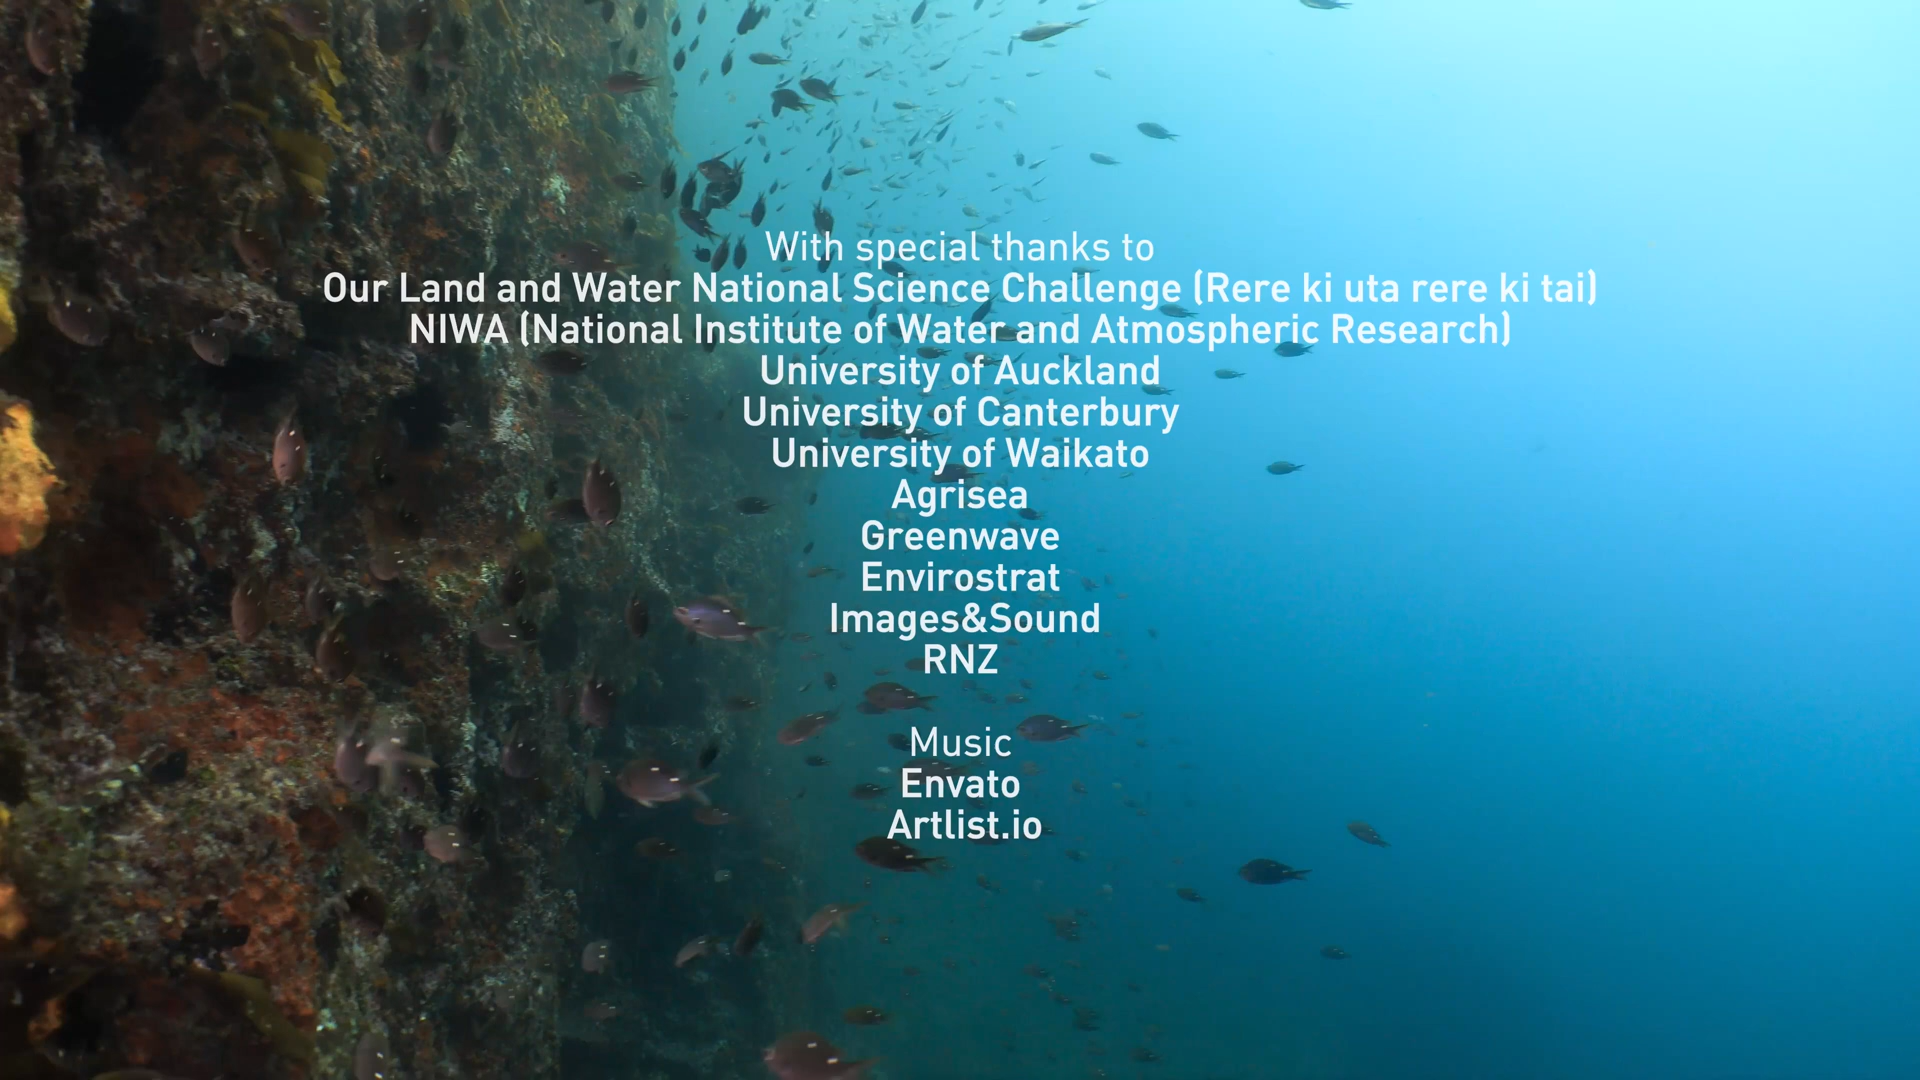 With special thanks to
Our Land and Water National Science Challenge (Rere ki uta rere ki tai)
NIWA (National Institute of Water and Atmospheric Research)
University of Auckland
University of Canterbury
University of Waikato
Agrisea
Greenwave
Envirostrat
Images&Sound
RNZ
Music
Envato
Artlist.io